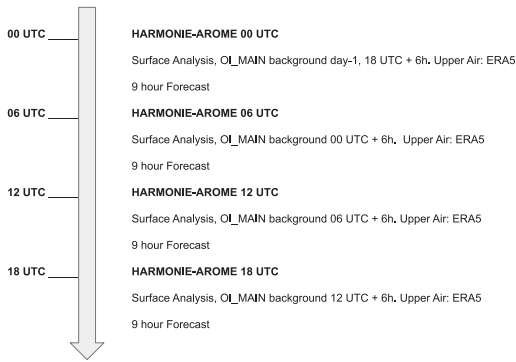 00 UTC HARMONIE-AROME 00 UTC
Surface Analysis, OI_MAIN background day-1, 18 UTC + 6h. Upper Air: ERA5
9 hour Forecast
06 UTC HARMONIE-AROME 06 UTC
Surface Analysis, OI_MAIN background 00 UTC + 6h. Upper Air: ERA5
9 hour Forecast
12 UTC HARMONIE-AROME 12 UTC
Surface Analysis, OI_MAIN background 06 UTC + 6h. Upper Air: ERA5
9 hour Forecast
18 UTC HARMONIE-AROME 18 UTC
Surface Analysis, OI_MAIN background 12 UTC + 6h. Upper Air: ERA5
9 hour Forecast